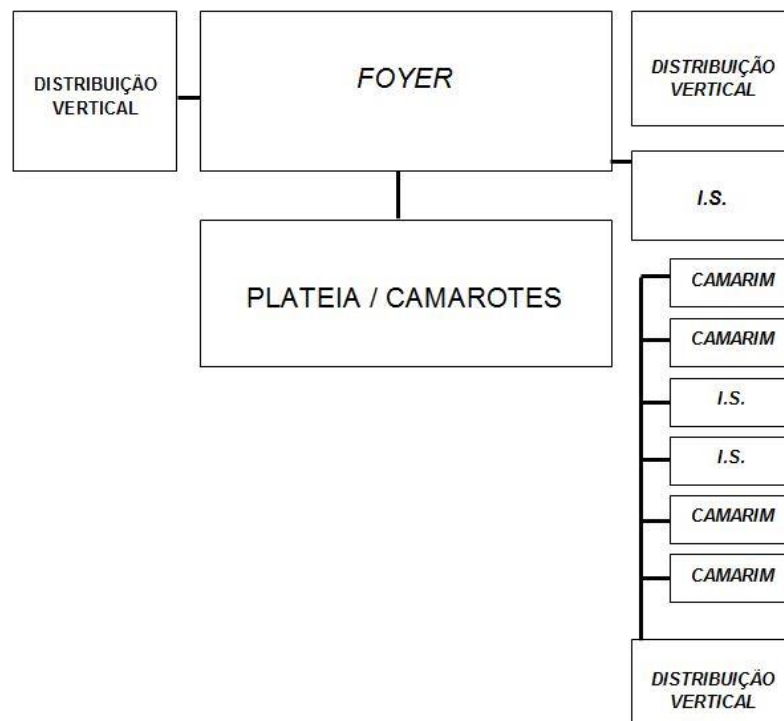 DISTRIBUIÇÃO
VERTICAL
FOYER
DISTRIBUIÇÃO
VERTICAL
I.S.
PLATEIA / CAMAROTES
CAMARIM
CAMARIM
I.S.
I.S.
CAMARIM
CAMARIM
DISTRIBUIÇÃO
VERTICAL